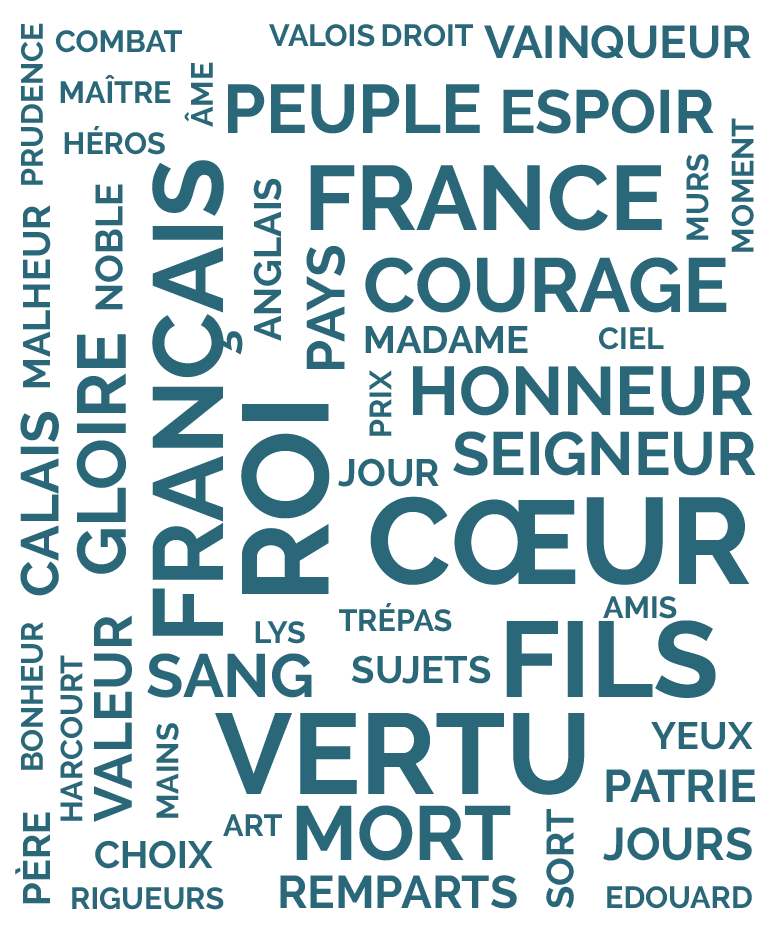 PRUDENCE
COMBAT
VALOIS
DROIT
VAINQUEUR
MAÎTRE
ÂME
PEUPLE
ESPOIR
HÉROS
MOMENT
MURS
FRANCE
FRANÇAIS
ANGLAIS
NOBLE
MALHEUR
PAYS
COURAGE
MADAME
CIEL
GLOIRE
PRIX
HONNEUR
ROI
CALAIS
JOUR
SEIGNEUR
CŒUR
AMIS
TRÉPAS
LYS
FILS
BONHEUR
HARCOURT
VALEUR
SANG
SUJETS
VERTU
MAINS
YEUX
PATRIE
PÈRE
ART
MORT
SORT
JOURS
CHOIX
RIGUEURS
REMPARTS
EDOUARD